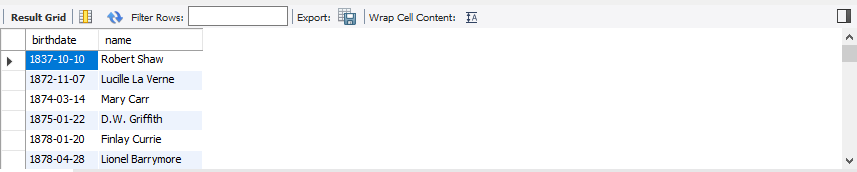 Result Grid Filter Rows: Export: Wrap Cell Content:
birthdate name
1837-10-10 Robert Shaw
1872-11-07 Lucille La Verne
1874-03-14 Mary Carr
1875-01-22 D.W. Griffith
1878-01-20 Finlay Currie
1878-04-28 Lionel Barrymore